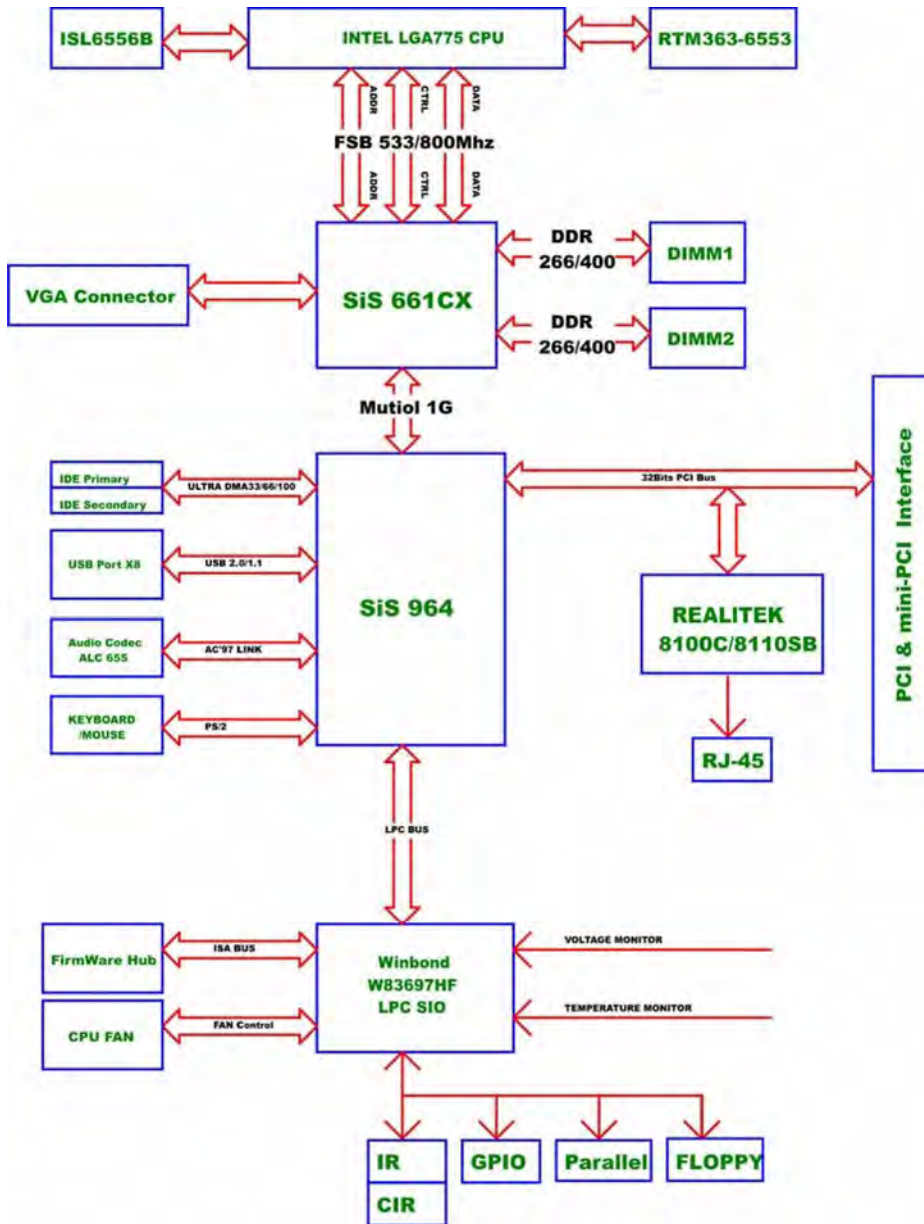 ISL6556B
INTEL LGA775 CPU
RTM363-6553
ADDR
CTRL
DATA
FSB 533/800Mhz
ADDR
CTRL
DATA
VGA Connector
SiS 661CX
DDR
266/400
DIMM1
DDR
266/400
DIMM2
Mutiol 1G
IDE Primary
IDE Secondary
ULTRA DMA33/66/100
USB Port X8
USB 2.0/1.1
Audio Codec
ALC 655
AC'97 LINK
KEYBOARD
/MOUSE
PS/2
SiS 964
32Bits PCI Bus
REALITEK
8100C/8110SB
RJ-45
PCI & mini-PCI Interface
LPC BUS
FirmWare Hub
ISA BUS
CPU FAN
FAN Control
Winbond
W83697HF
LPC SIO
VOLTAGE MONITOR
TEMPERATURE MONITOR
IR
CIR
GPIO
Parallel
FLOPPY